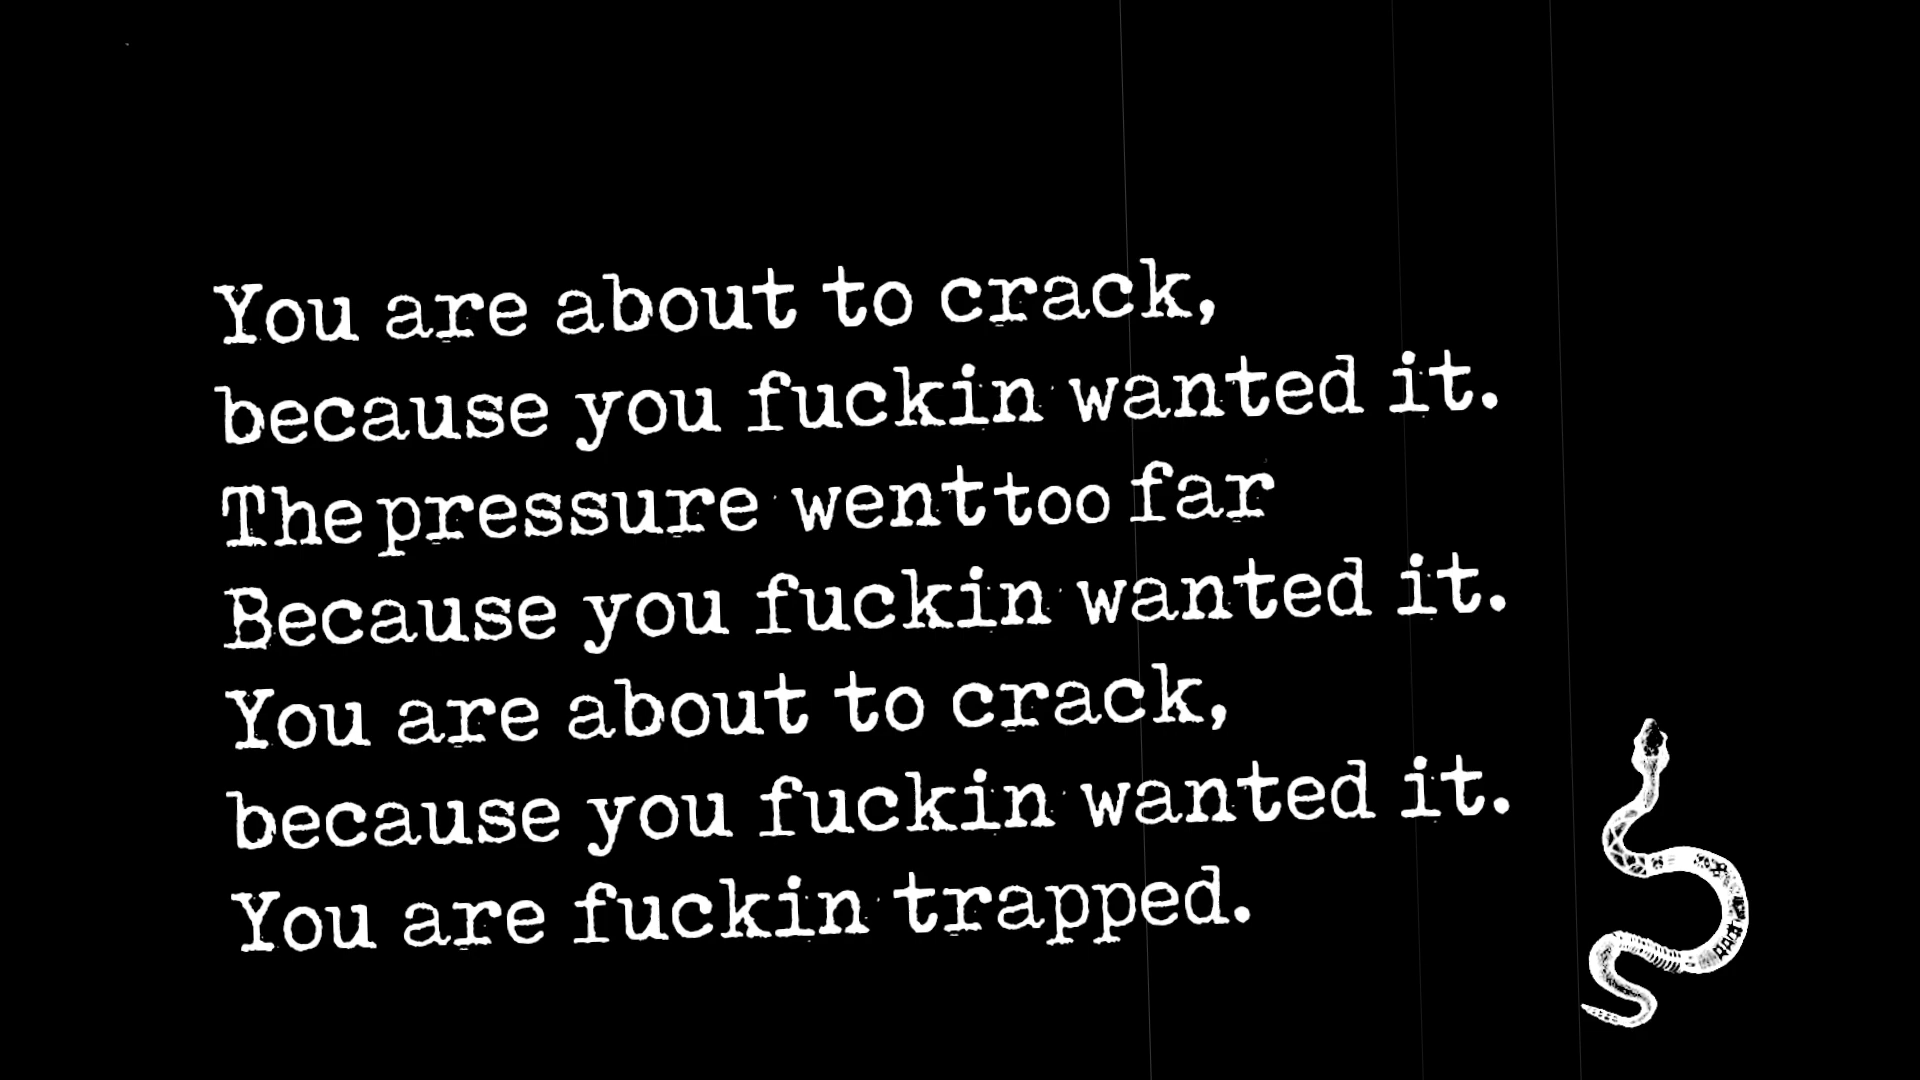 You are about to crack,
because you fuckin wanted it.
The pressure went too far
Because you fuckin wanted it.
You are about to crack,
because you fuckin wanted it.
You are fuckin trapped.